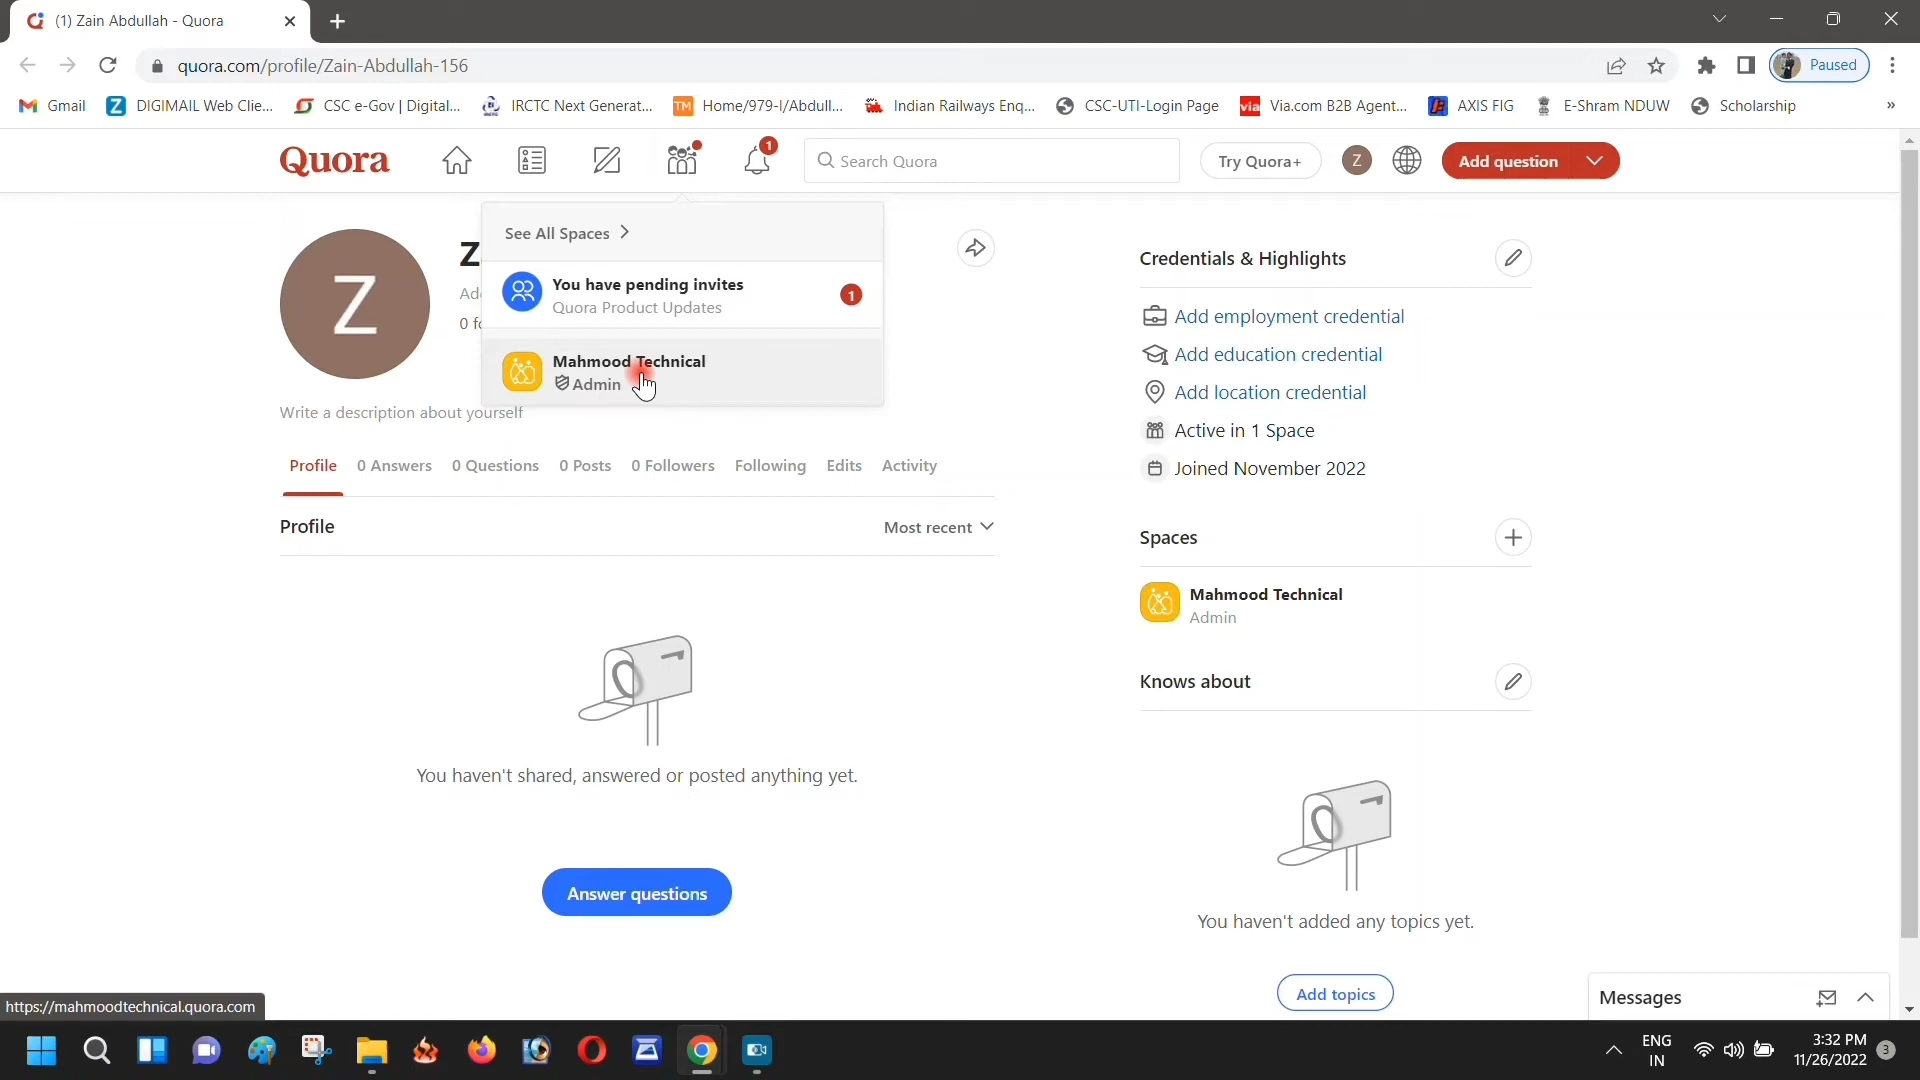 (1) Zain Abdullah - Quora
quora.com/profile/Zain-Abdullah-156
Paused
Gmail
DIGIMAIL Web Clie...
CSC e-Gov | Digital...
IRCTC Next Generat...
Home/979-I/Abdull...
Indian Railways Enq...
CSC-UTI-Login Page
Via.com B2B Agent...
AXIS FIG
E-Shram NDUW
Scholarship
»
Quora
1
Search Quora
Try Quora+
Z
Add question
See All Spaces
You have pending invites
Quora Product Updates
1
Mahmood Technical
Admin
Z
Z
Write a description about yourself
Profile
0 Answers
0 Questions
0 Posts
0 Followers
Following
Edits
Activity
Profile
Most recent
You haven't shared, answered or posted anything yet.
Answer questions
Credentials & Highlights
Add employment credential
Add education credential
Add location credential
Active in 1 Space
Joined November 2022
Spaces
Mahmood Technical
Admin
Knows about
You haven't added any topics yet.
Add topics
Messages
https://mahmoodtechnical.quora.com
ENG
IN
3:32 PM
11/26/2022
3